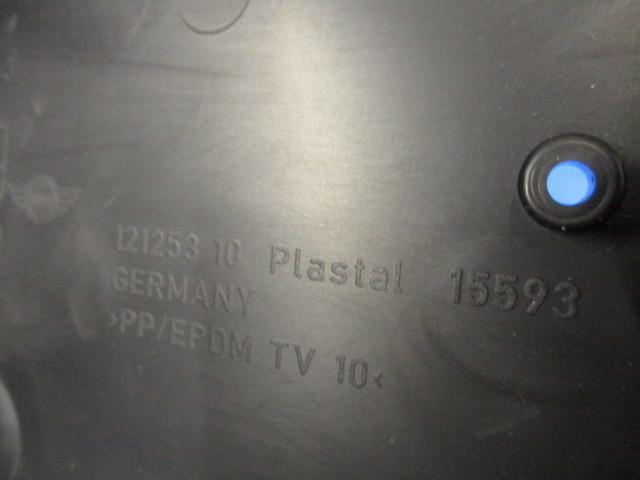 121253 10 Plastal 15593
GERMANY
>PP/EPDM TV 10<